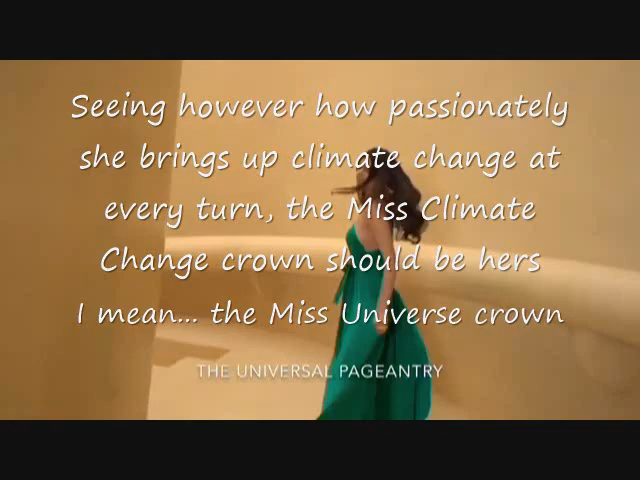 Seeing however how passionately
she brings up climate change at
every turn, the Miss Climate
Change crown should be hers
I mean... the Miss Universe crown
THE UNIVERSAL PAGEANTRY